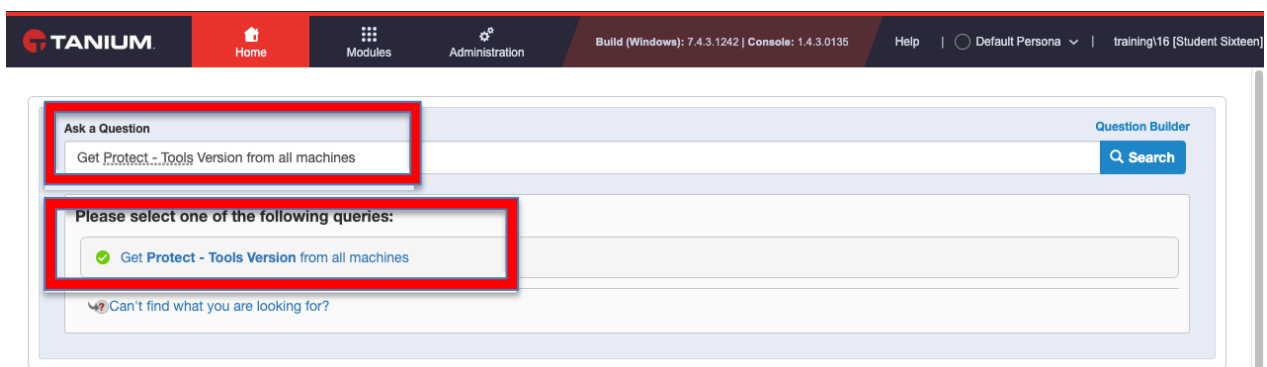 TANIUM.
Home
Modules
Administration
Build (Windows): 7.4.3.1242 | Console: 1.4.3.0135
Help | Default Persona | training\16 [Student Sixteen]
Ask a Question
Question Builder
Get Protect - Tools Version from all machines
Search
Please select one of the following queries:
Get Protect - Tools Version from all machines
Can't find what you are looking for?